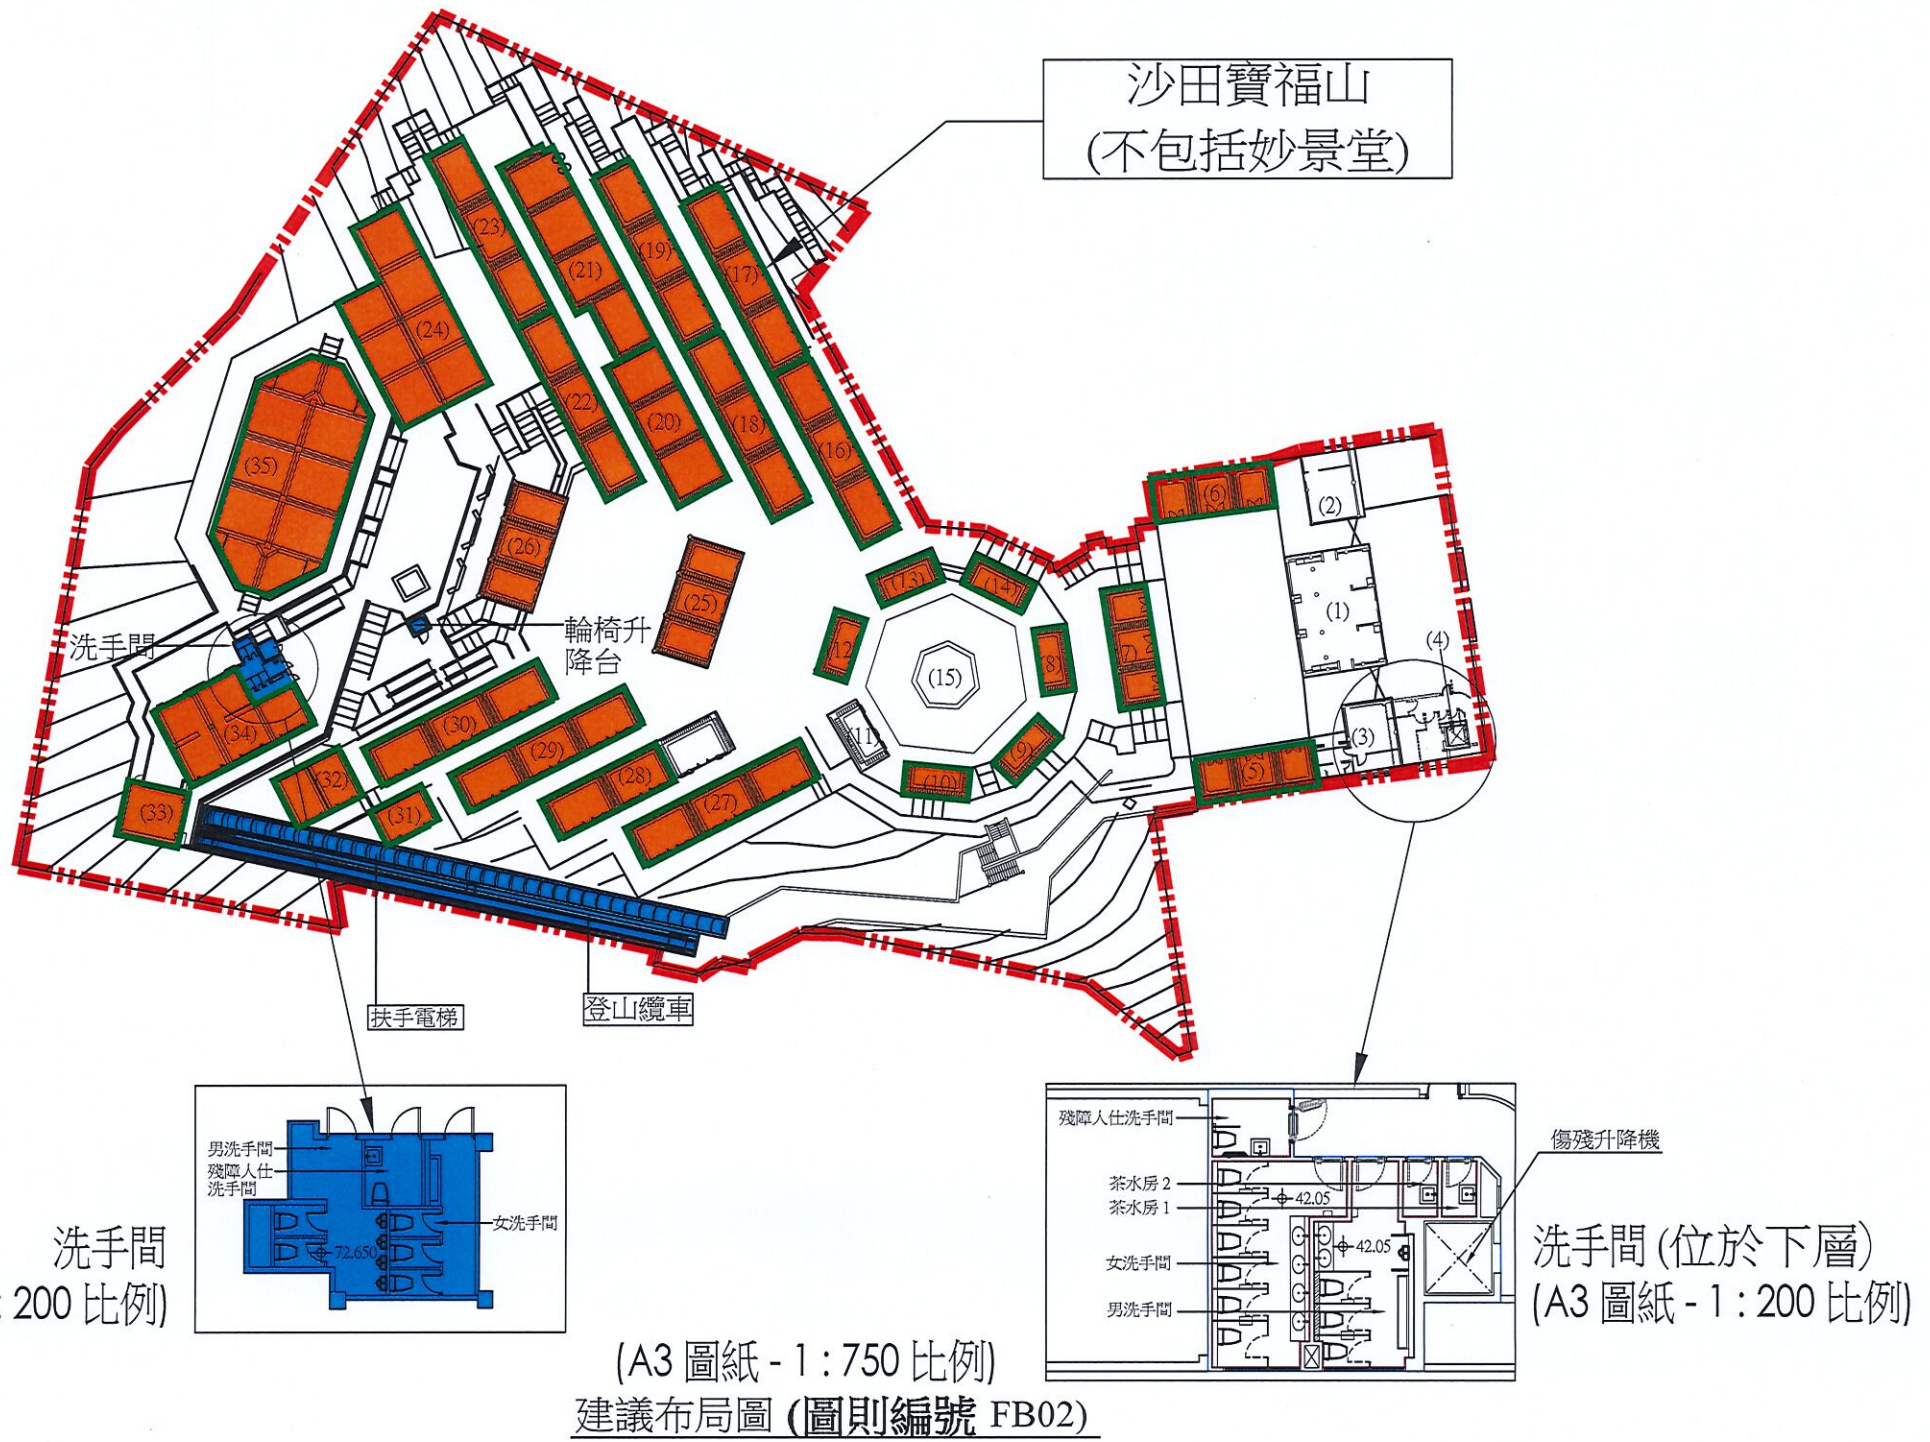 沙田寶福山
(不包括妙景堂)
(23)
(21)
(19)
(17)
(24)
(22)
(20)
(18)
(16)
(35)
(26)
(25)
(6)
(2)
(1)
(4)
(3)
(5)
(7)
(13)
(14)
(12)
(8)
(15)
(11)
(9)
(10)
洗手間
輪椅升
降台
(30)
(29)
(28)
(27)
(34)
(32)
(31)
(33)
扶手電梯
登山纜車
男洗手間
殘障人仕
洗手間
女洗手間
72.650
洗手間
: 200 比例)
殘障人仕洗手間
茶水房 2
茶水房 1
女洗手間
男洗手間
42.05
42.05
傷殘升降機
洗手間 (位於下層)
(A3 圖紙 - 1 : 200 比例)
(A3 圖紙 - 1 : 750 比例)
建議布局圖 (圖則編號 FB02)